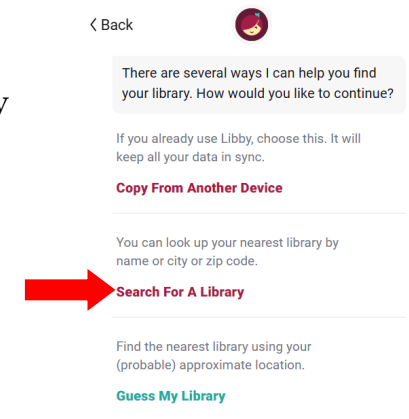 Back
There are several ways I can help you find
your library. How would you like to continue?
y
If you already use Libby, choose this. It will
keep all your data in sync.
Copy From Another Device
You can look up your nearest library by
name or city or zip code.
Search For A Library
Find the nearest library using your
(probable) approximate location.
Guess My Library